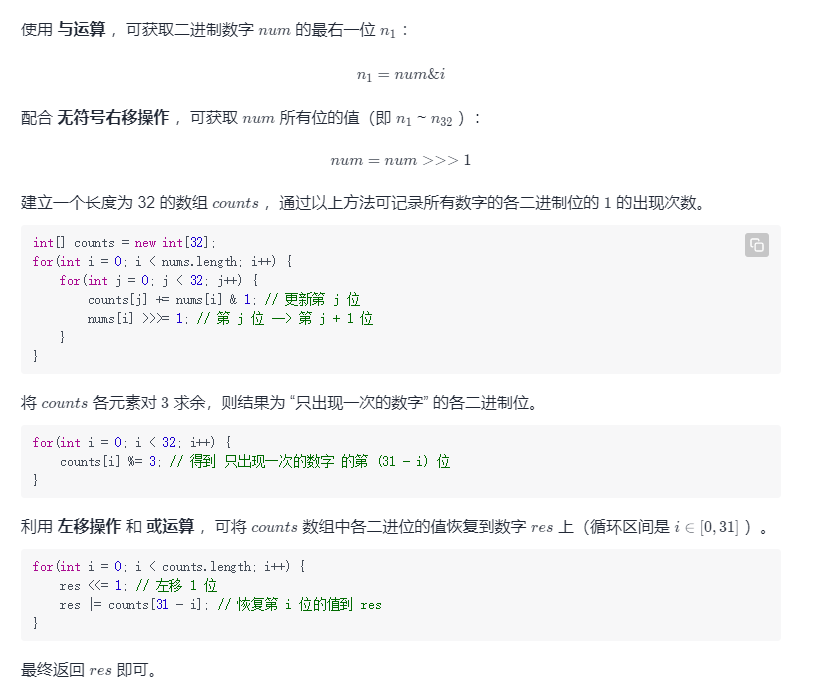 使用 与运算 ，可获取二进制数字 num 的最右一位 n₁ ：
n₁ = num&i
配合 无符号右移操作 ，可获取 num 所有位的值（即 n₁ ~ n₃₂ ）：
num = num >>> 1
建立一个长度为 32 的数组 counts ，通过以上方法可记录所有数字的各二进制位的 1 的出现次数。
int[] counts = new int[32];
for(int i = 0; i < nums.length; i++) {
    for(int j = 0; j < 32; j++) {
        counts[j] += nums[i] & 1; // 更新第 j 位
        nums[i] >>>= 1; // 第 j 位 --> 第 j + 1 位
    }
}
将 counts 各元素对 3 求余，则结果为 “只出现一次的数字” 的各二进制位。
for(int i = 0; i < 32; i++) {
    counts[i] %= 3; // 得到 只出现一次的数字 的第 (31 - i) 位
}
利用 左移操作 和 或运算 ，可将 counts 数组中各二进位的值恢复到数字 res 上（循环区间是 i ∈ [0, 31] ）。
for(int i = 0; i < counts.length; i++) {
    res <<= 1; // 左移 1 位
    res |= counts[31 - i]; // 恢复第 i 位的值到 res
}
最终返回 res 即可。